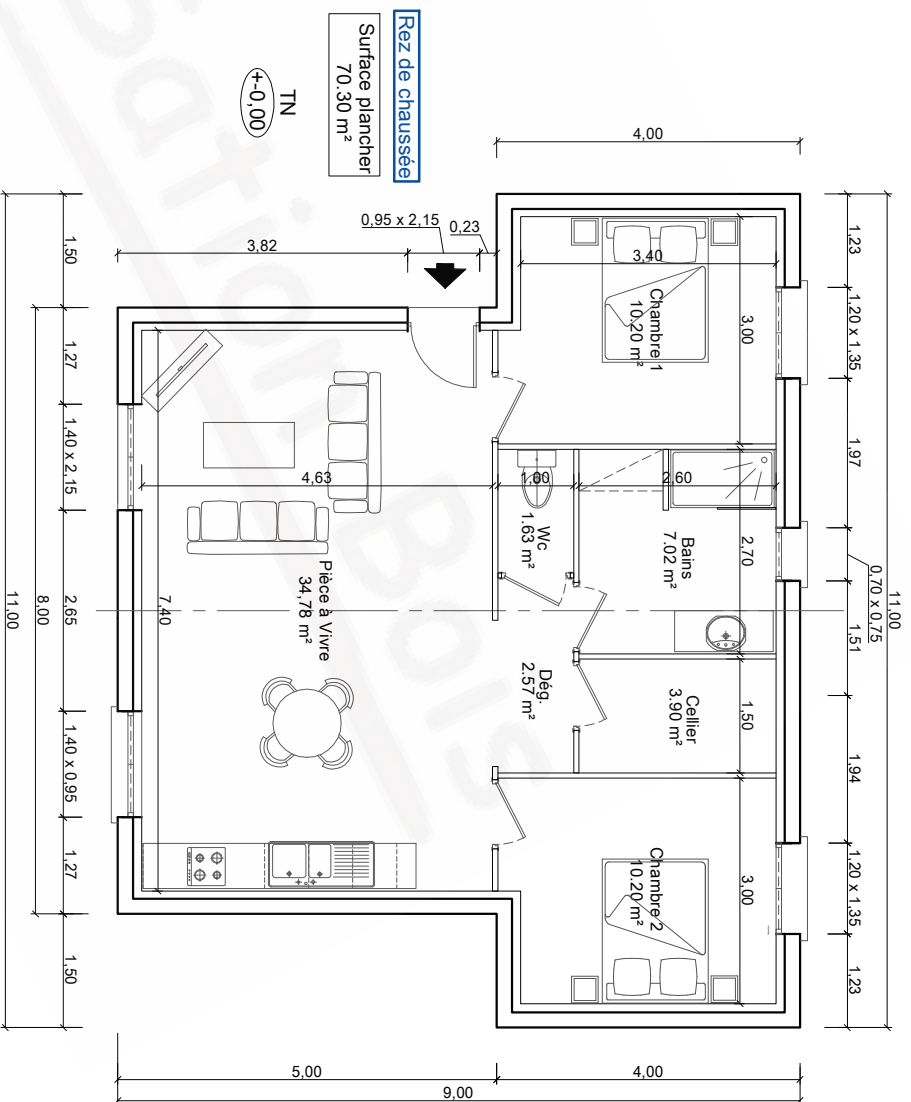 Rez de chaussée
Surface plancher
70.30 m²
TN
+-0,00
4,00
0,95 x 2,15
0,23
3,82
11,00
1,23
1,20 x 1,35
1,97
0,70 x 0,75
1,51
1,94
1,20 x 1,35
1,23
3,40
3,00
Chambre 1
10.20 m²
2,60
2,70
Bains
7.02 m²
Wc
1.63 m²
1,50
Cellier
3.90 m²
Dég.
2.57 m²
3,00
Chambre 2
10.20 m²
4,63
7,40
Pièce à Vivre
34,78 m²
1,50
1,27
1,40 x 2,15
2,65
1,40 x 0,95
1,27
1,50
8,00
11,00
5,00
4,00
9,00
sation Bois